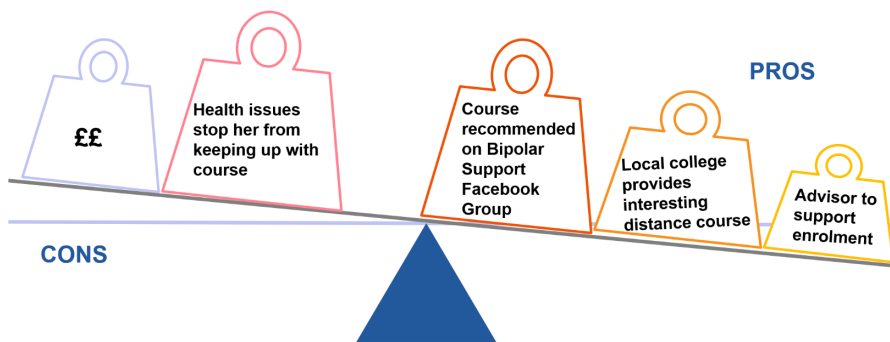 ££
Health issues
stop her from
keeping up with
course
CONS
Course
recommended
on Bipolar
Support
Facebook
Group
Local college
provides
interesting
distance course
Advisor to
support
enrolment
PROS